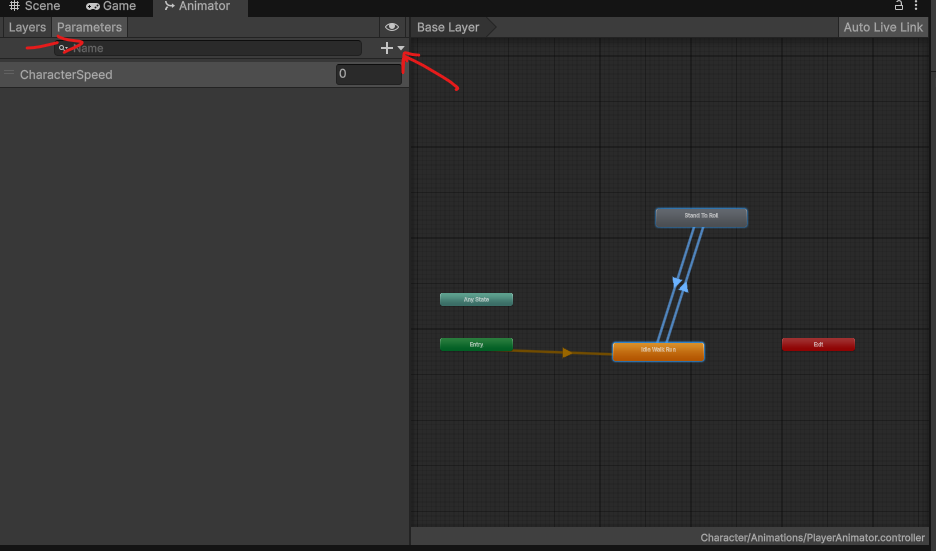 Scene Game Animator
Layers Parameters
Base Layer
Auto Live Link
Name
CharacterSpeed 0
Stand To Roll
Any State
Entry
Idle Walk Run
Exit
Character/Animations/PlayerAnimator.controller